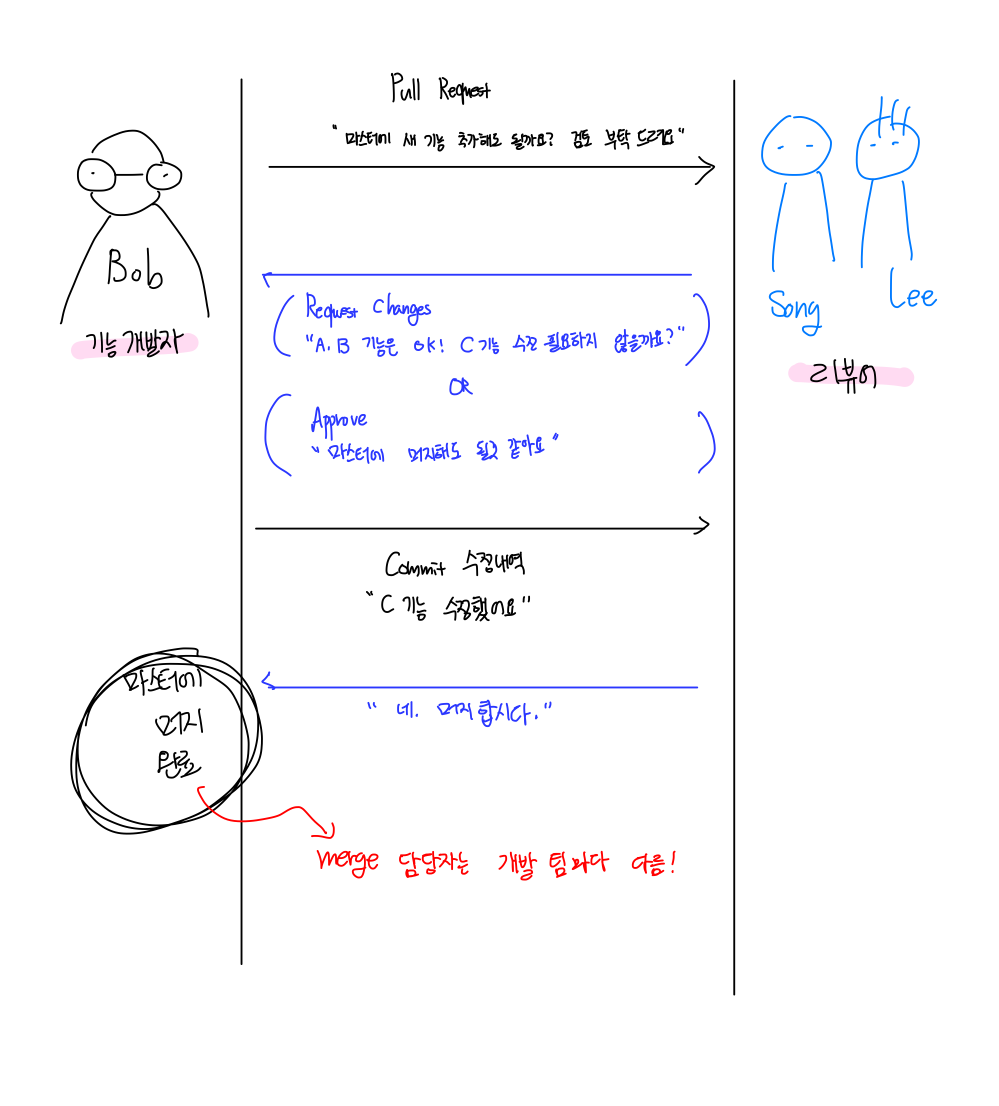 Pull Request
"마스터에 새 기능 추가해도 될까요? 검토 부탁 드려요"
Bob
기능 개발자
Song
Lee
리뷰어
Request Changes
"A.B 기능은 OK! C 기능 수정 필요하지 않을까요?"
OR
Approve
"마스터에 머지해도 될것 같아요"
Commit 수정내역
"C 기능 수정했어요"
"네. 머지합시다."
마스터에
머지
완료
merge 담답자는 개발 팀마다 다름!